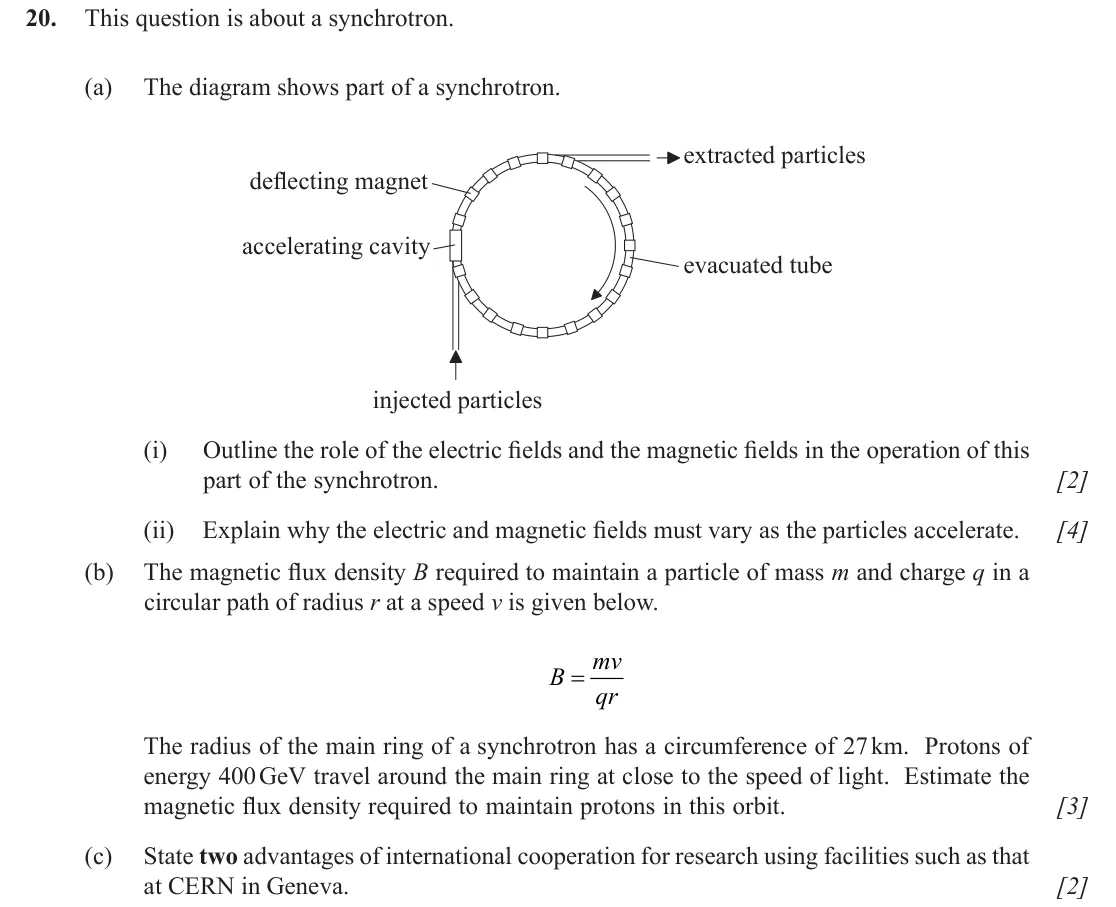 20. This question is about a synchrotron.
(a) The diagram shows part of a synchrotron.
extracted particles
deflecting magnet
accelerating cavity
evacuated tube
injected particles
(i) Outline the role of the electric fields and the magnetic fields in the operation of this
part of the synchrotron. [2]
(ii) Explain why the electric and magnetic fields must vary as the particles accelerate. [4]
(b) The magnetic flux density B required to maintain a particle of mass m and charge q in a
circular path of radius r at a speed v is given below.
B = mv/qr
The radius of the main ring of a synchrotron has a circumference of 27 km. Protons of
energy 400 GeV travel around the main ring at close to the speed of light. Estimate the
magnetic flux density required to maintain protons in this orbit. [3]
(c) State two advantages of international cooperation for research using facilities such as that
at CERN in Geneva. [2]